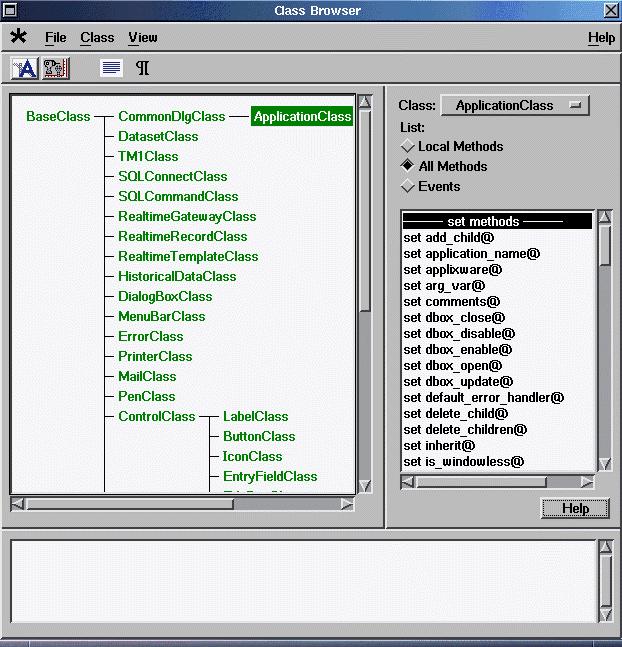 Class Browser
File Class View Help
BaseClass CommonDlgClass ApplicationClass
DatasetClass
TM1Class
SQLConnectClass
SQLCommandClass
RealtimeGatewayClass
RealtimeRecordClass
RealtimeTemplateClass
HistoricalDataClass
DialogBoxClass
MenuBarClass
ErrorClass
PrinterClass
MailClass
PenClass
ControlClass LabelClass
ButtonClass
IconClass
EntryFieldClass
Class: ApplicationClass
List:
Local Methods
All Methods
Events
set methods
set add_child@
set application_name@
set applixware@
set arg_var@
set comments@
set dbox_close@
set dbox_disable@
set dbox_enable@
set dbox_open@
set dbox_update@
set default_error_handler@
set delete_child@
set delete_children@
set inherit@
set is_windowless@
Help